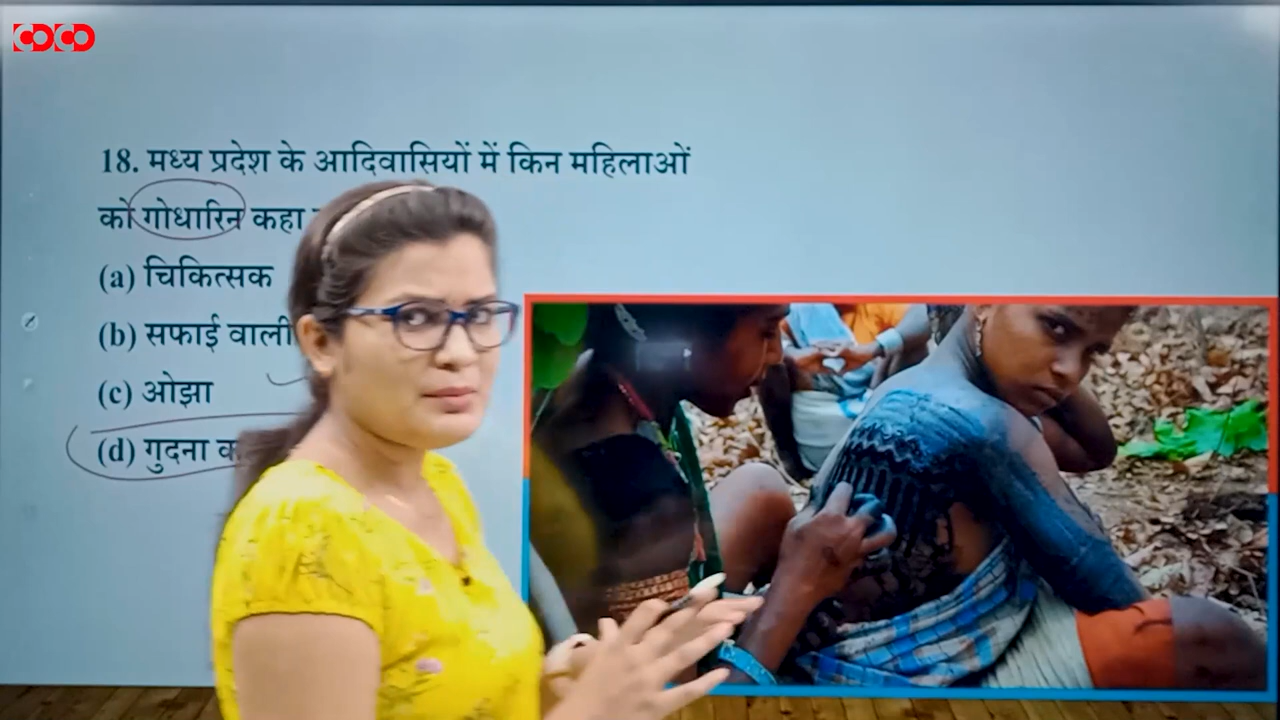 18. मध्य प्रदेश के आदिवासियों में किन महिलाओं
को गोधारिन कहा
(a) चिकित्सक
(b) सफाई वाली
(c) ओझा
(d) गुदना